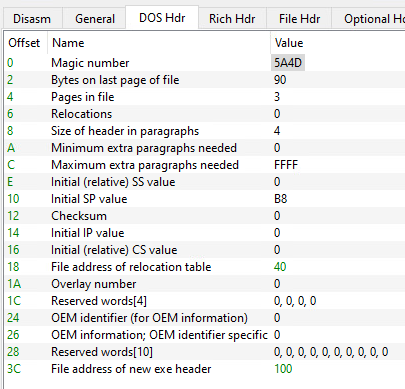 Disasm General DOS Hdr Rich Hdr File Hdr Optional H
Offset Name Value
0 Magic number 5A4D
2 Bytes on last page of file 90
4 Pages in file 3
6 Relocations 0
8 Size of header in paragraphs 4
A Minimum extra paragraphs needed 0
C Maximum extra paragraphs needed FFFF
E Initial (relative) SS value 0
10 Initial SP value B8
12 Checksum 0
14 Initial IP value 0
16 Initial (relative) CS value 0
18 File address of relocation table 40
1A Overlay number 0
1C Reserved words[4] 0, 0, 0, 0
24 OEM identifier (for OEM information) 0
26 OEM information; OEM identifier specific 0
28 Reserved words[10] 0, 0, 0, 0, 0, 0, 0, 0, 0, 0
3C File address of new exe header 100